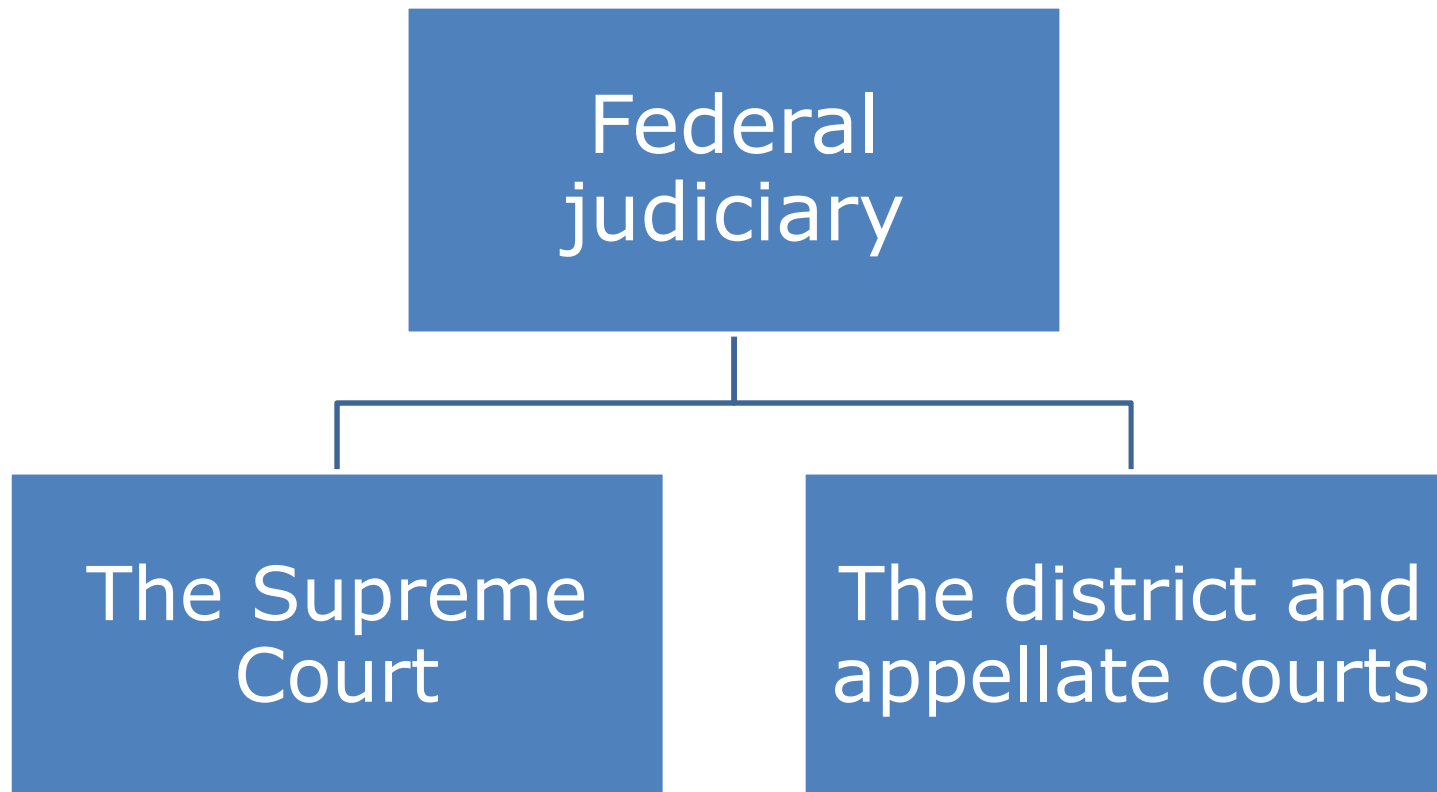 Federal
judiciary
The Supreme
Court
The district and
appellate courts